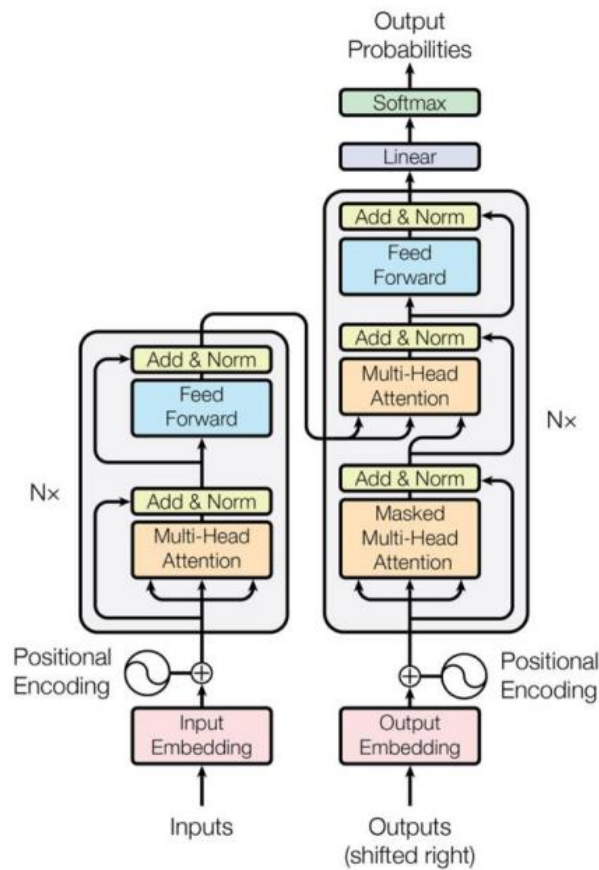 Output
Probabilities
Softmax
Linear
Add & Norm
Feed
Forward
Add & Norm
Multi-Head
Attention
Add & Norm
Masked
Multi-Head
Attention
Nx
Add & Norm
Feed
Forward
Add & Norm
Multi-Head
Attention
Nx
Positional
Encoding
Positional
Encoding
Input
Embedding
Output
Embedding
Inputs
Outputs
(shifted right)